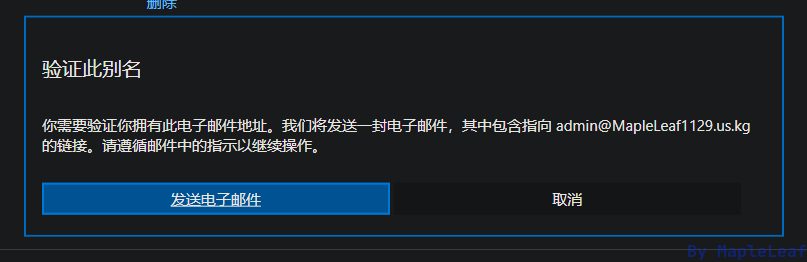 删除
验证此别名
你需要验证你拥有此电子邮件地址。我们将发送一封电子邮件，其中包含指向 admin@MapleLeaf1129.us.kg
的链接。请遵循邮件中的指示以继续操作。
发送电子邮件 取消
By MapleLeaf